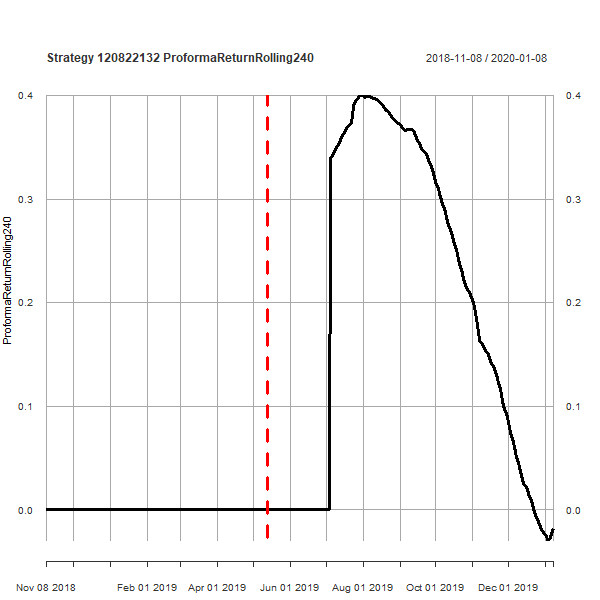 Strategy 120822132 ProformaReturnRolling240
2018-11-08 / 2020-01-08
0.4
0.4
0.3
0.3
0.2
0.2
0.1
0.1
0.0
0.0
ProformaReturnRolling240
Nov 08 2018
Feb 01 2019
Apr 01 2019
Jun 01 2019
Aug 01 2019
Oct 01 2019
Dec 01 2019